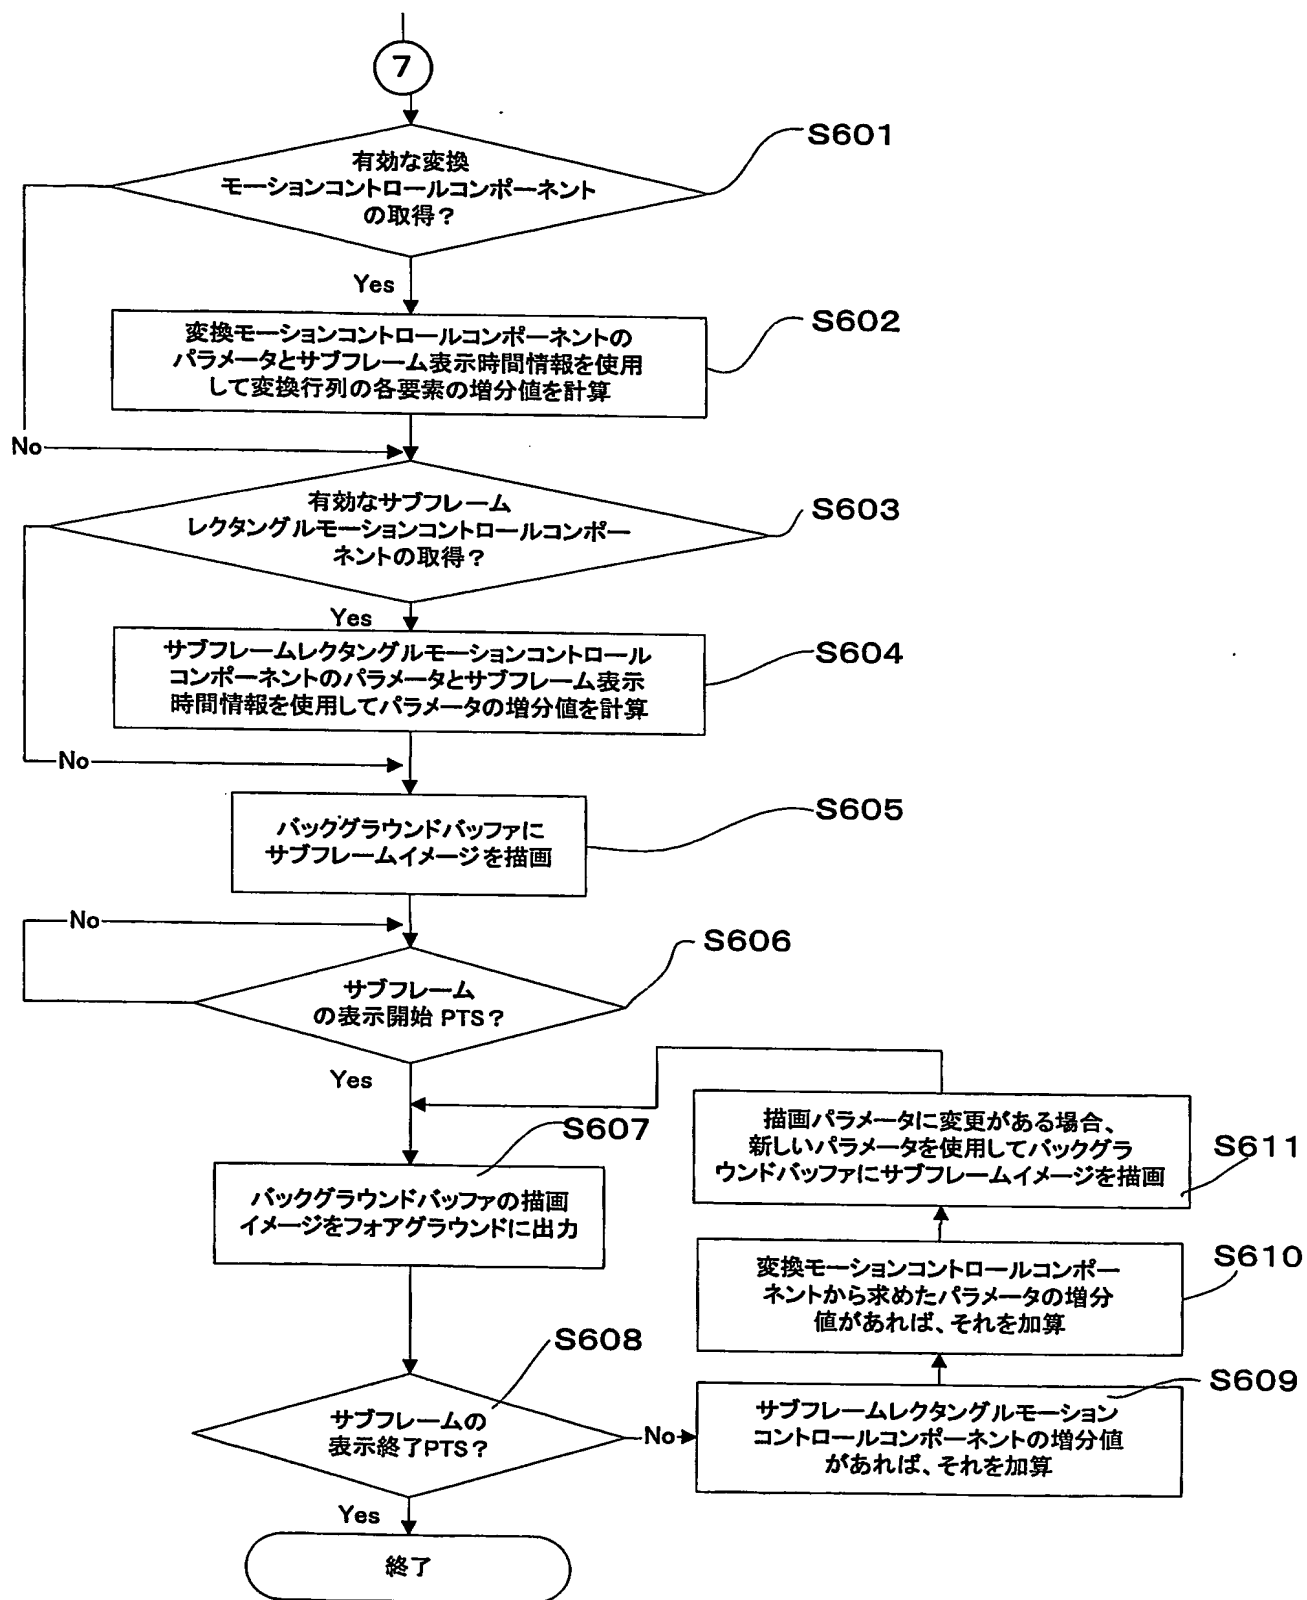 7
S601
有効な変換
モーションコントロールコンポーネント
の取得？
Yes
S602
変換モーションコントロールコンポーネントの
パラメータとサブフレーム表示時間情報を使用
して変換行列の各要素の増分値を計算
No
S603
有効なサブフレーム
レクタングルモーションコントロールコンポー
ネントの取得？
Yes
S604
サブフレームレクタングルモーションコントロール
コンポーネントのパラメータとサブフレーム表示
時間情報を使用してパラメータの増分値を計算
No
S605
バックグラウンドバッファに
サブフレームイメージを描画
No
S606
サブフレーム
の表示開始 PTS？
Yes
S607
バックグラウンドバッファの描画
イメージをフォアグラウンドに出力
S611
描画パラメータに変更がある場合、
新しいパラメータを使用してバックグラ
ウンドバッファにサブフレームイメージを描画
S610
変換モーションコントロールコンポー
ネントから求めたパラメータの増分
値があれば、それを加算
S608
サブフレームの
表示終了PTS？
No
S609
サブフレームレクタングルモーション
コントロールコンポーネントの増分値
があれば、それを加算
Yes
終了